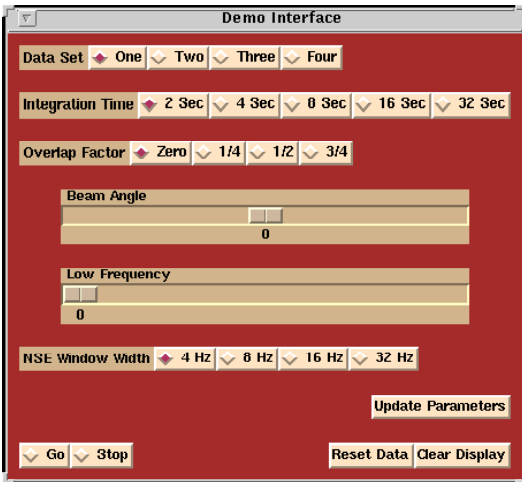 Demo Interface
Data Set One Two Three Four
Integration Time 2 Sec 4 Sec 8 Sec 16 Sec 32 Sec
Overlap Factor Zero 1/4 1/2 3/4
Beam Angle
0
Low Frequency
0
NSE Window Width 4 Hz 8 Hz 16 Hz 32 Hz
Update Parameters
Go Stop Reset Data Clear Display